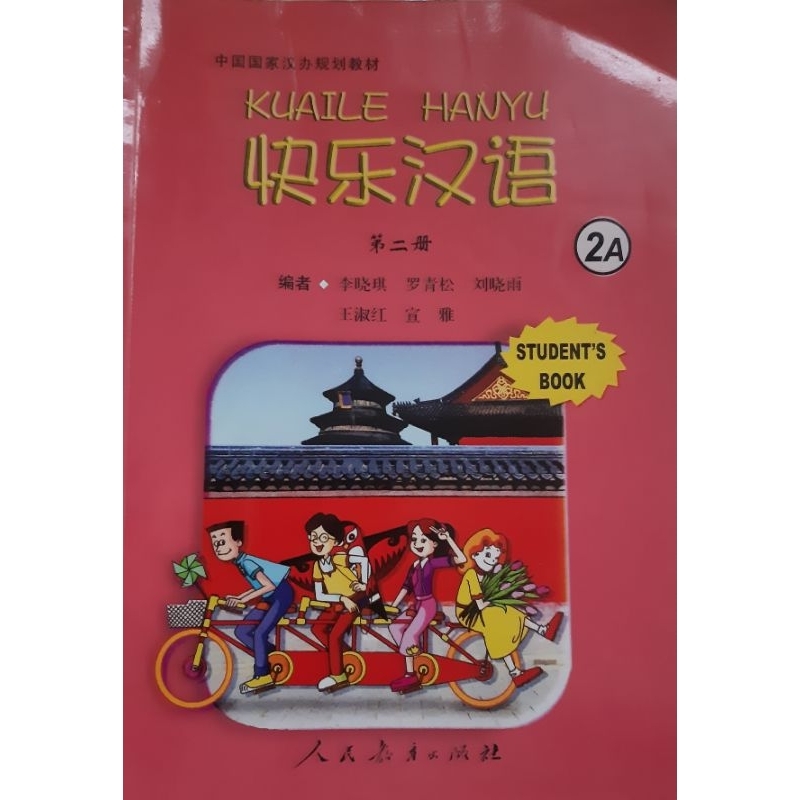 中国国家汉办规划教材
KUAILE HANYU
快乐汉语
第二册
2A
编者◆李晓琪 罗青松 刘晓雨
王淑红 宣 雅
STUDENT'S
BOOK
人民教育出版社